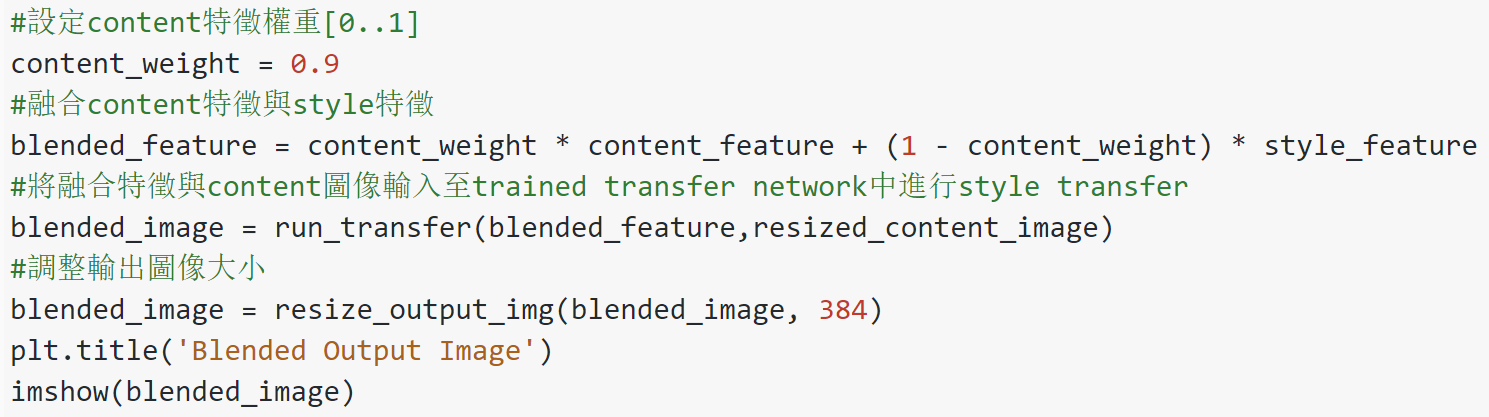 #設定content特徵權重[0..1]
content_weight = 0.9
#融合content特徵與style特徵
blended_feature = content_weight * content_feature + (1 - content_weight) * style_feature
#將融合特徵與content圖像輸入至trained transfer network中進行style transfer
blended_image = run_transfer(blended_feature,resized_content_image)
#調整輸出圖像大小
blended_image = resize_output_img(blended_image, 384)
plt.title('Blended Output Image')
imshow(blended_image)